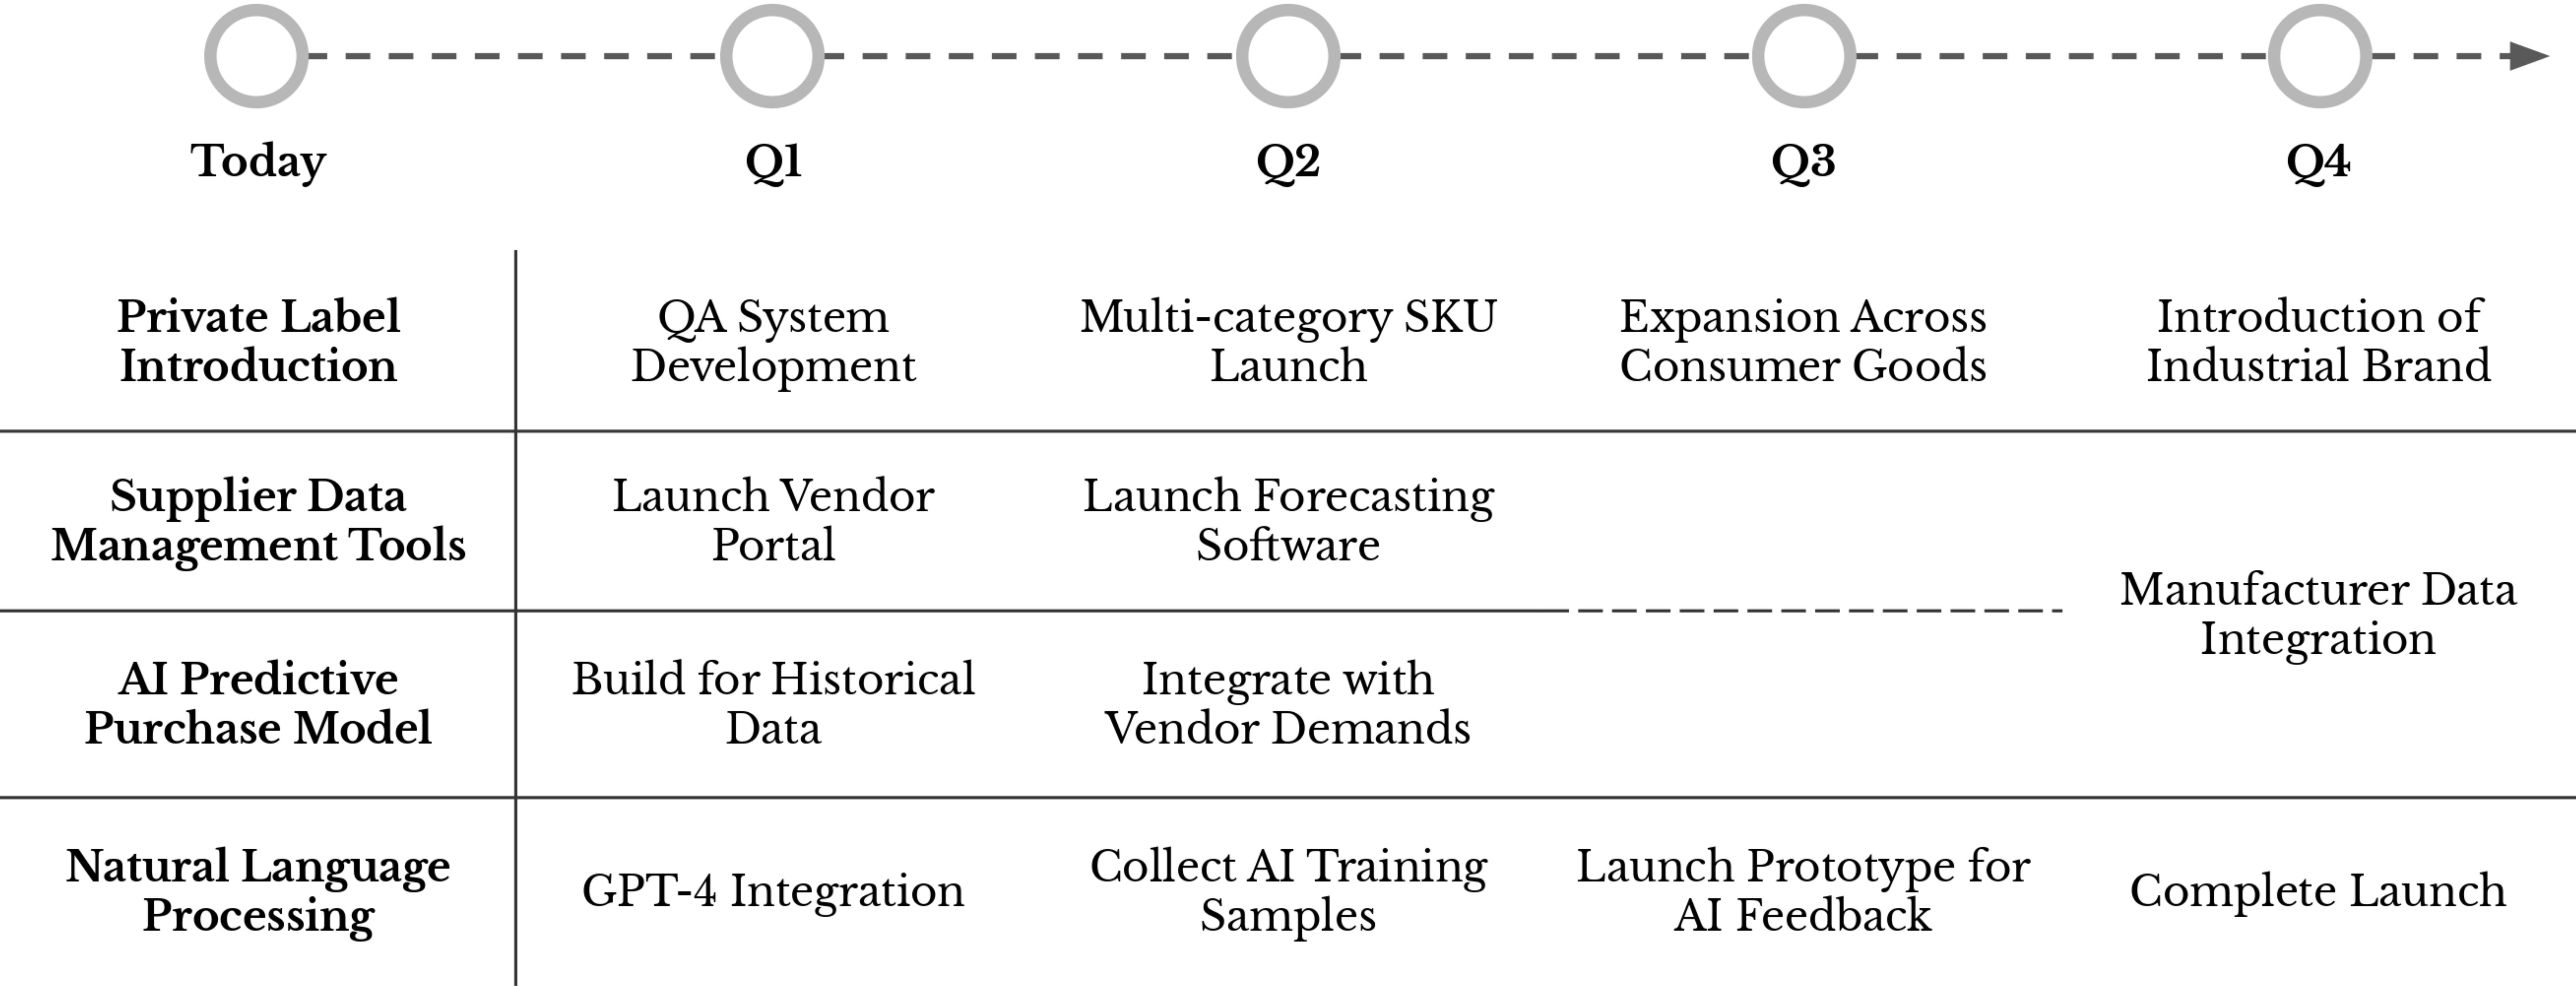 Today
Q1
Q2
Q3
Q4
Private Label
Introduction
QA System
Development
Multi-category SKU
Launch
Expansion Across
Consumer Goods
Introduction of
Industrial Brand
Supplier Data
Management Tools
Launch Vendor
Portal
Launch Forecasting
Software
Manufacturer Data
Integration
AI Predictive
Purchase Model
Build for Historical
Data
Integrate with
Vendor Demands
Natural Language
Processing
GPT-4 Integration
Collect AI Training
Samples
Launch Prototype for
AI Feedback
Complete Launch